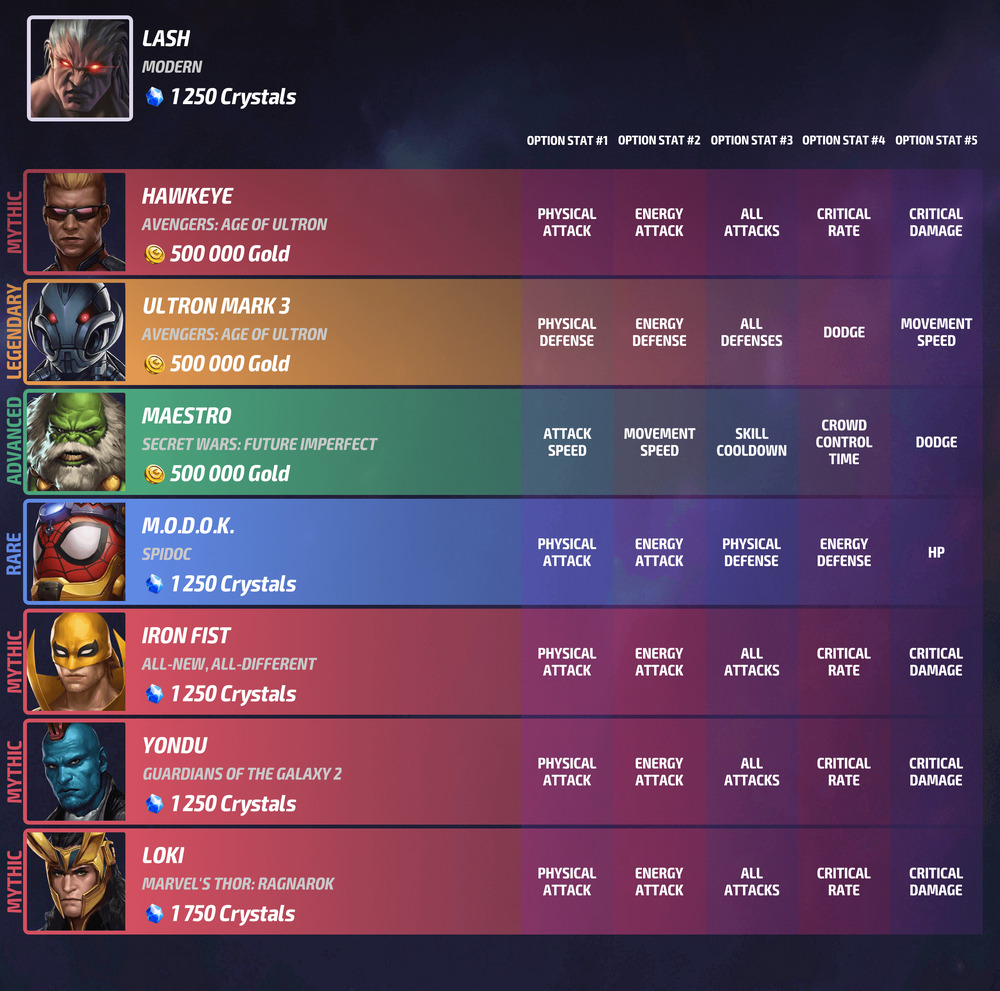 LASH
MODERN
1 250 Crystals
OPTION STAT #1 OPTION STAT #2 OPTION STAT #3 OPTION STAT #4 OPTION STAT #5
MYTHIC
HAWKEYE
AVENGERS: AGE OF ULTRON
500 000 Gold
PHYSICAL ENERGY ALL CRITICAL CRITICAL
ATTACK ATTACK ATTACKS RATE DAMAGE
LEGENDARY
ULTRON MARK 3
AVENGERS: AGE OF ULTRON
500 000 Gold
PHYSICAL ENERGY ALL DODGE MOVEMENT
DEFENSE DEFENSE DEFENSES SPEED
ADVANCED
MAESTRO
SECRET WARS: FUTURE IMPERFECT
500 000 Gold
ATTACK MOVEMENT SKILL CROWD DODGE
SPEED SPEED COOLDOWN CONTROL
TIME
RARE
M.O.D.O.K.
SPIDOC
1 250 Crystals
PHYSICAL ENERGY PHYSICAL ENERGY HP
ATTACK ATTACK DEFENSE DEFENSE
MYTHIC
IRON FIST
ALL-NEW, ALL-DIFFERENT
1 250 Crystals
PHYSICAL ENERGY ALL CRITICAL CRITICAL
ATTACK ATTACK ATTACKS RATE DAMAGE
MYTHIC
YONDU
GUARDIANS OF THE GALAXY 2
1 250 Crystals
PHYSICAL ENERGY ALL CRITICAL CRITICAL
ATTACK ATTACK ATTACKS RATE DAMAGE
MYTHIC
LOKI
MARVEL'S THOR: RAGNAROK
1 750 Crystals
PHYSICAL ENERGY ALL CRITICAL CRITICAL
ATTACK ATTACK ATTACKS RATE DAMAGE